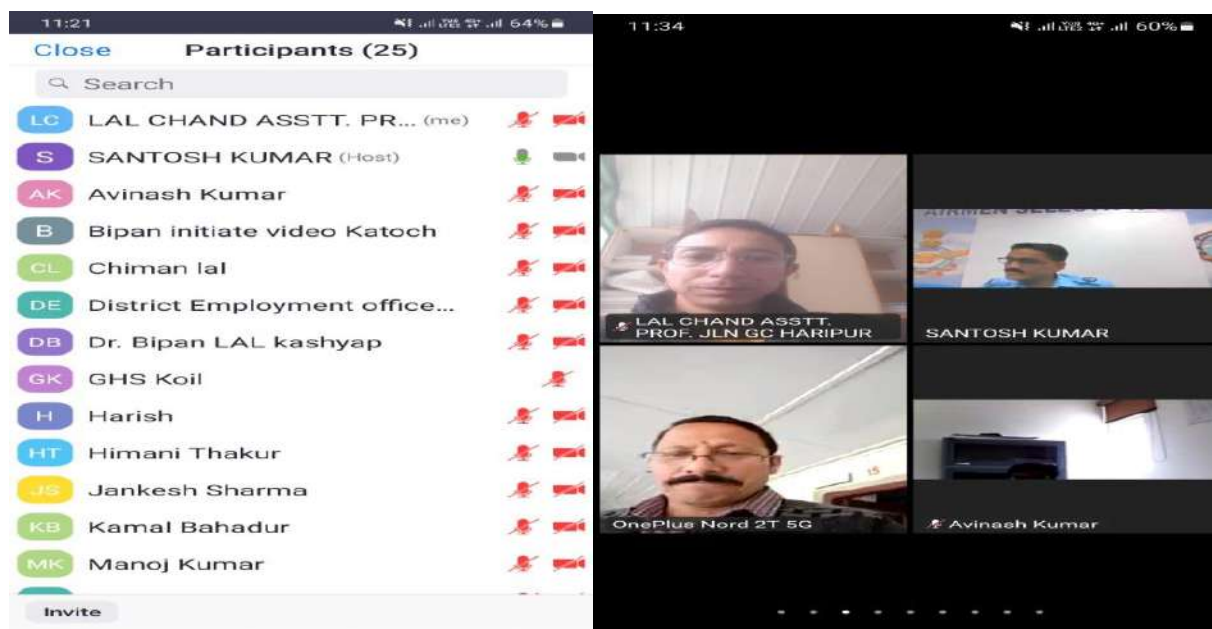 11:21
64%
Close
Participants (25)
Search
LC
LAL CHAND ASSTT. PR... (me)
S
SANTOSH KUMAR (Host)
AK
Avinash Kumar
B
Bipan initiate video Katoch
CL
Chiman lal
DE
District Employment office...
DB
Dr. Bipan LAL kashyap
GK
GHS Koil
H
Harish
HT
Himani Thakur
JS
Jankesh Sharma
KB
Kamal Bahadur
MK
Manoj Kumar
Invite
11:34
60%
LAL CHAND ASSTT.
PROF. JLN GC HARIPUR
AIRMEN
SANTOSH KUMAR
15
OnePlus Nord 2T 5G
Avinash Kumar